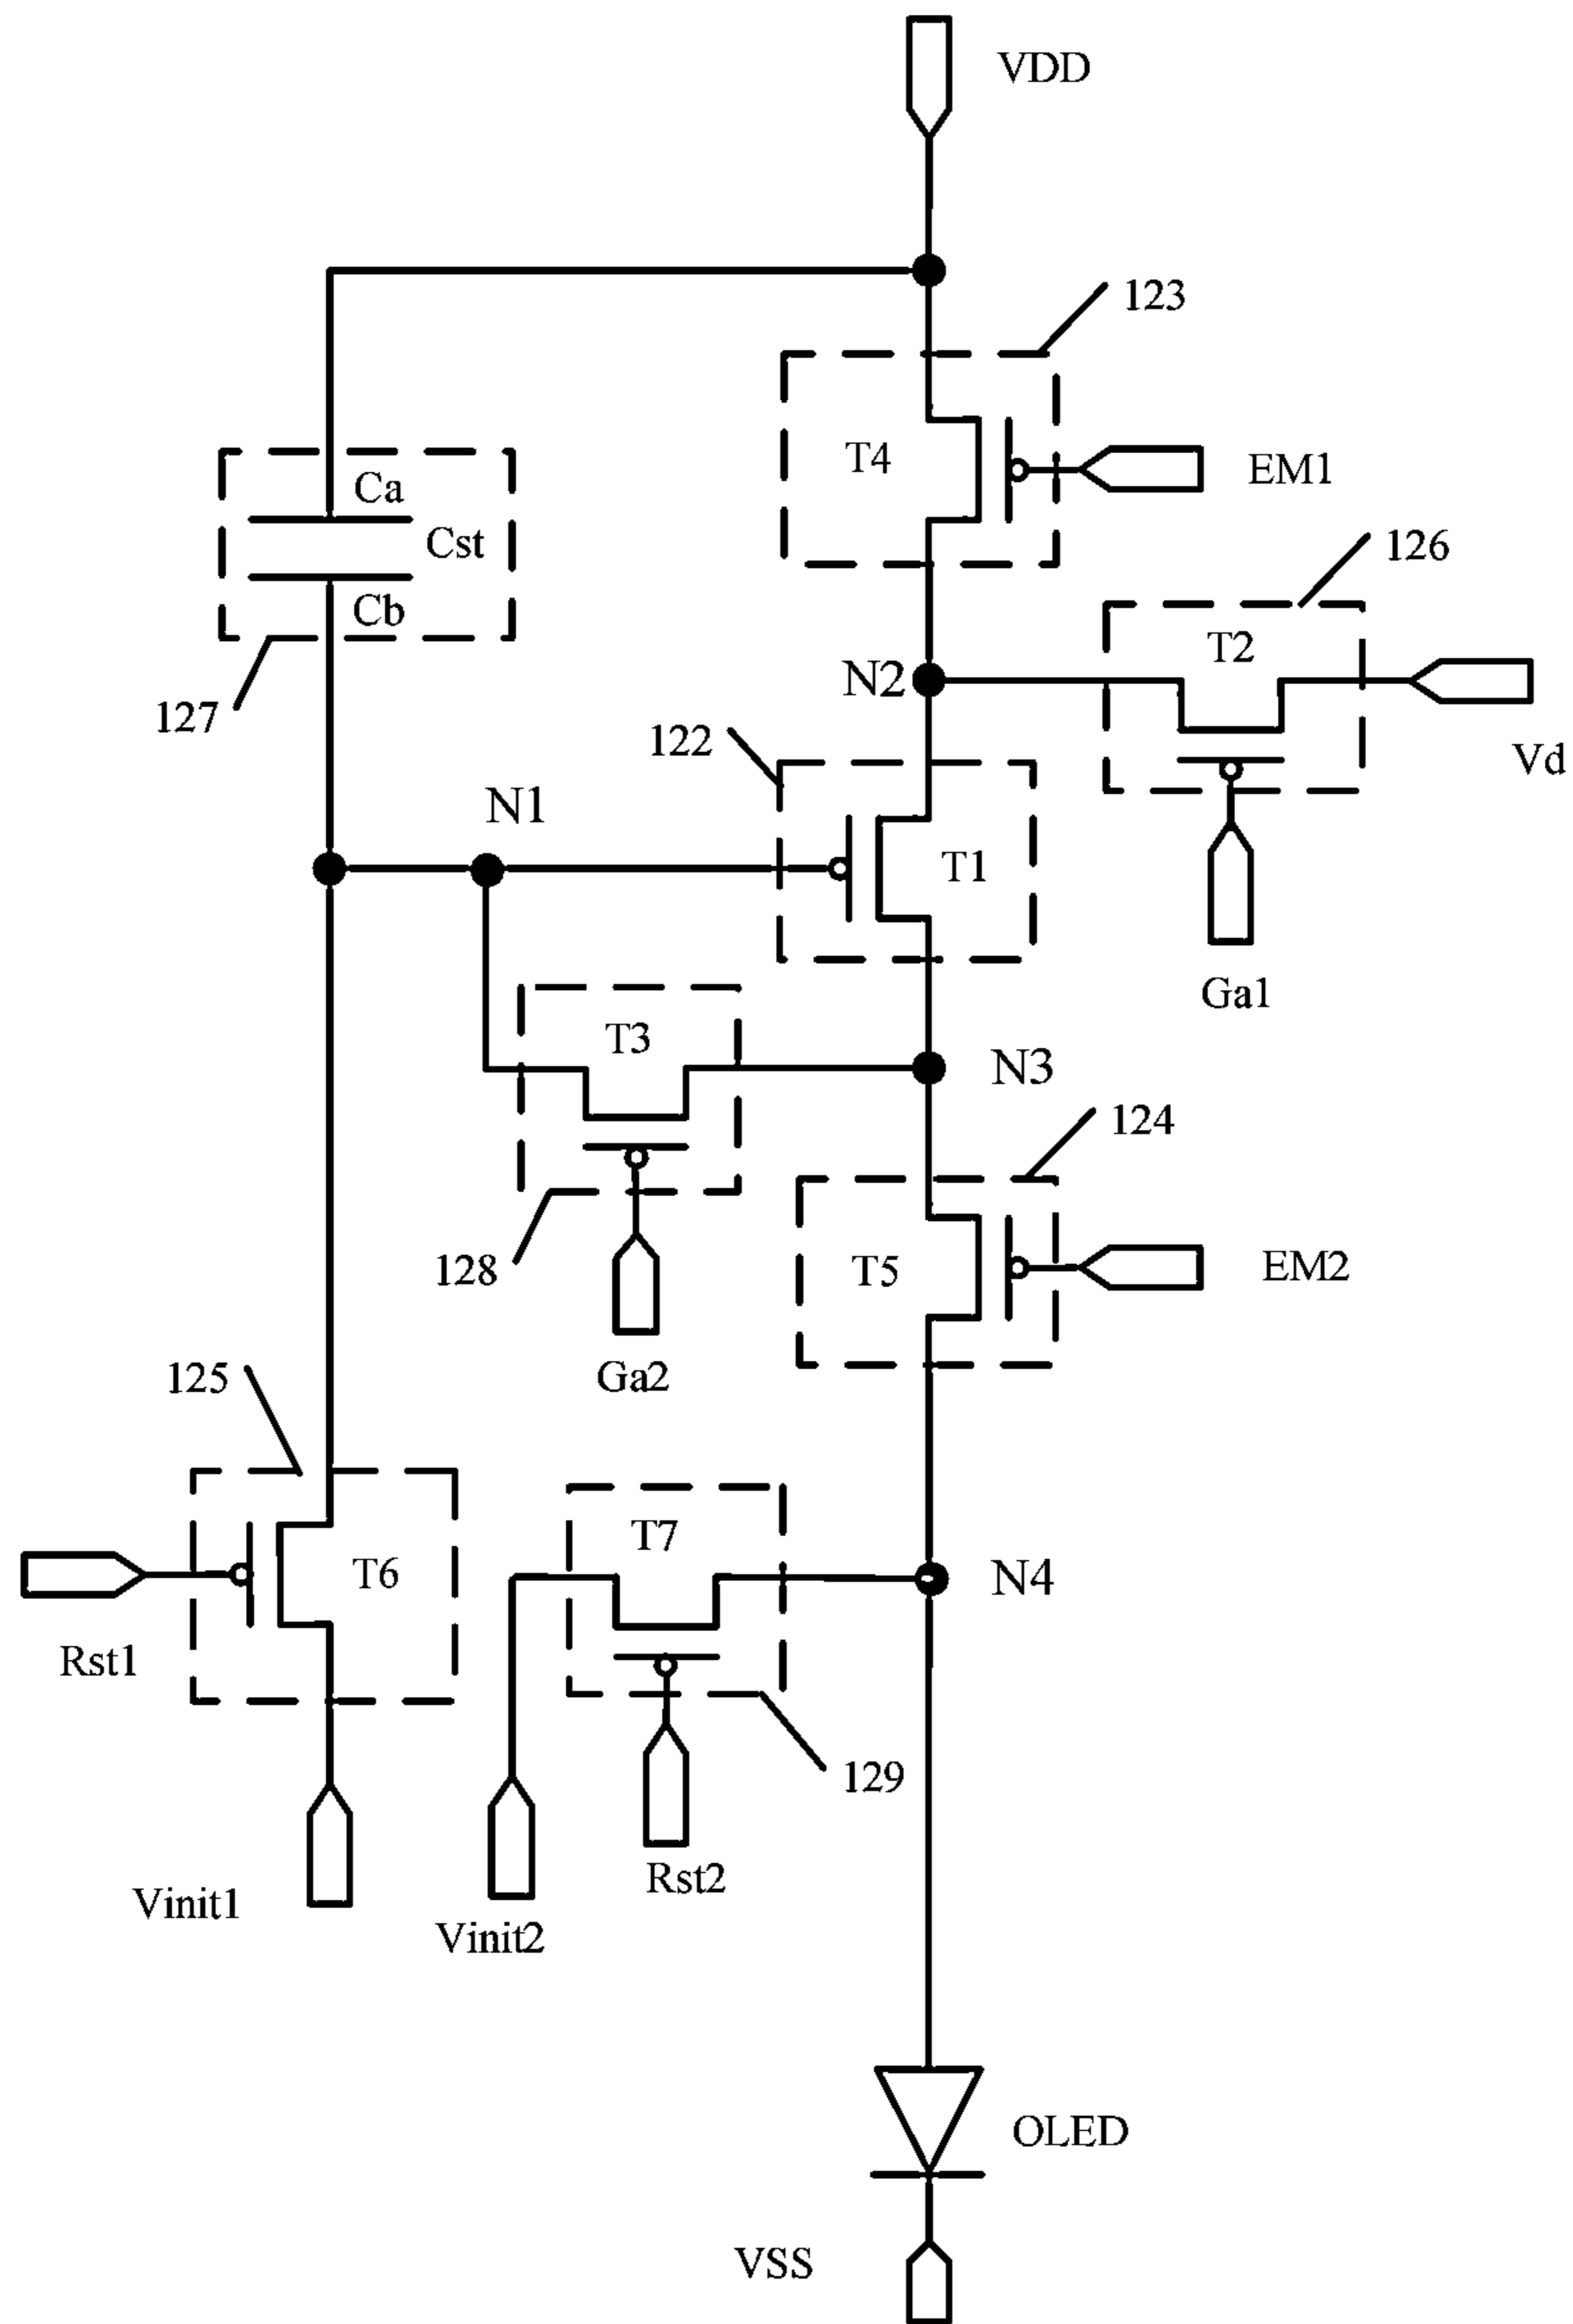 VDD
123
T4
EM1
Ca
Cst
Cb
126
T2
N2
127
122
Vd
N1
T1
Ga1
T3
N3
124
128
T5
EM2
Ga2
125
T7
T6
N4
Rst1
129
Rst2
Vinit1
Vinit2
OLED
VSS